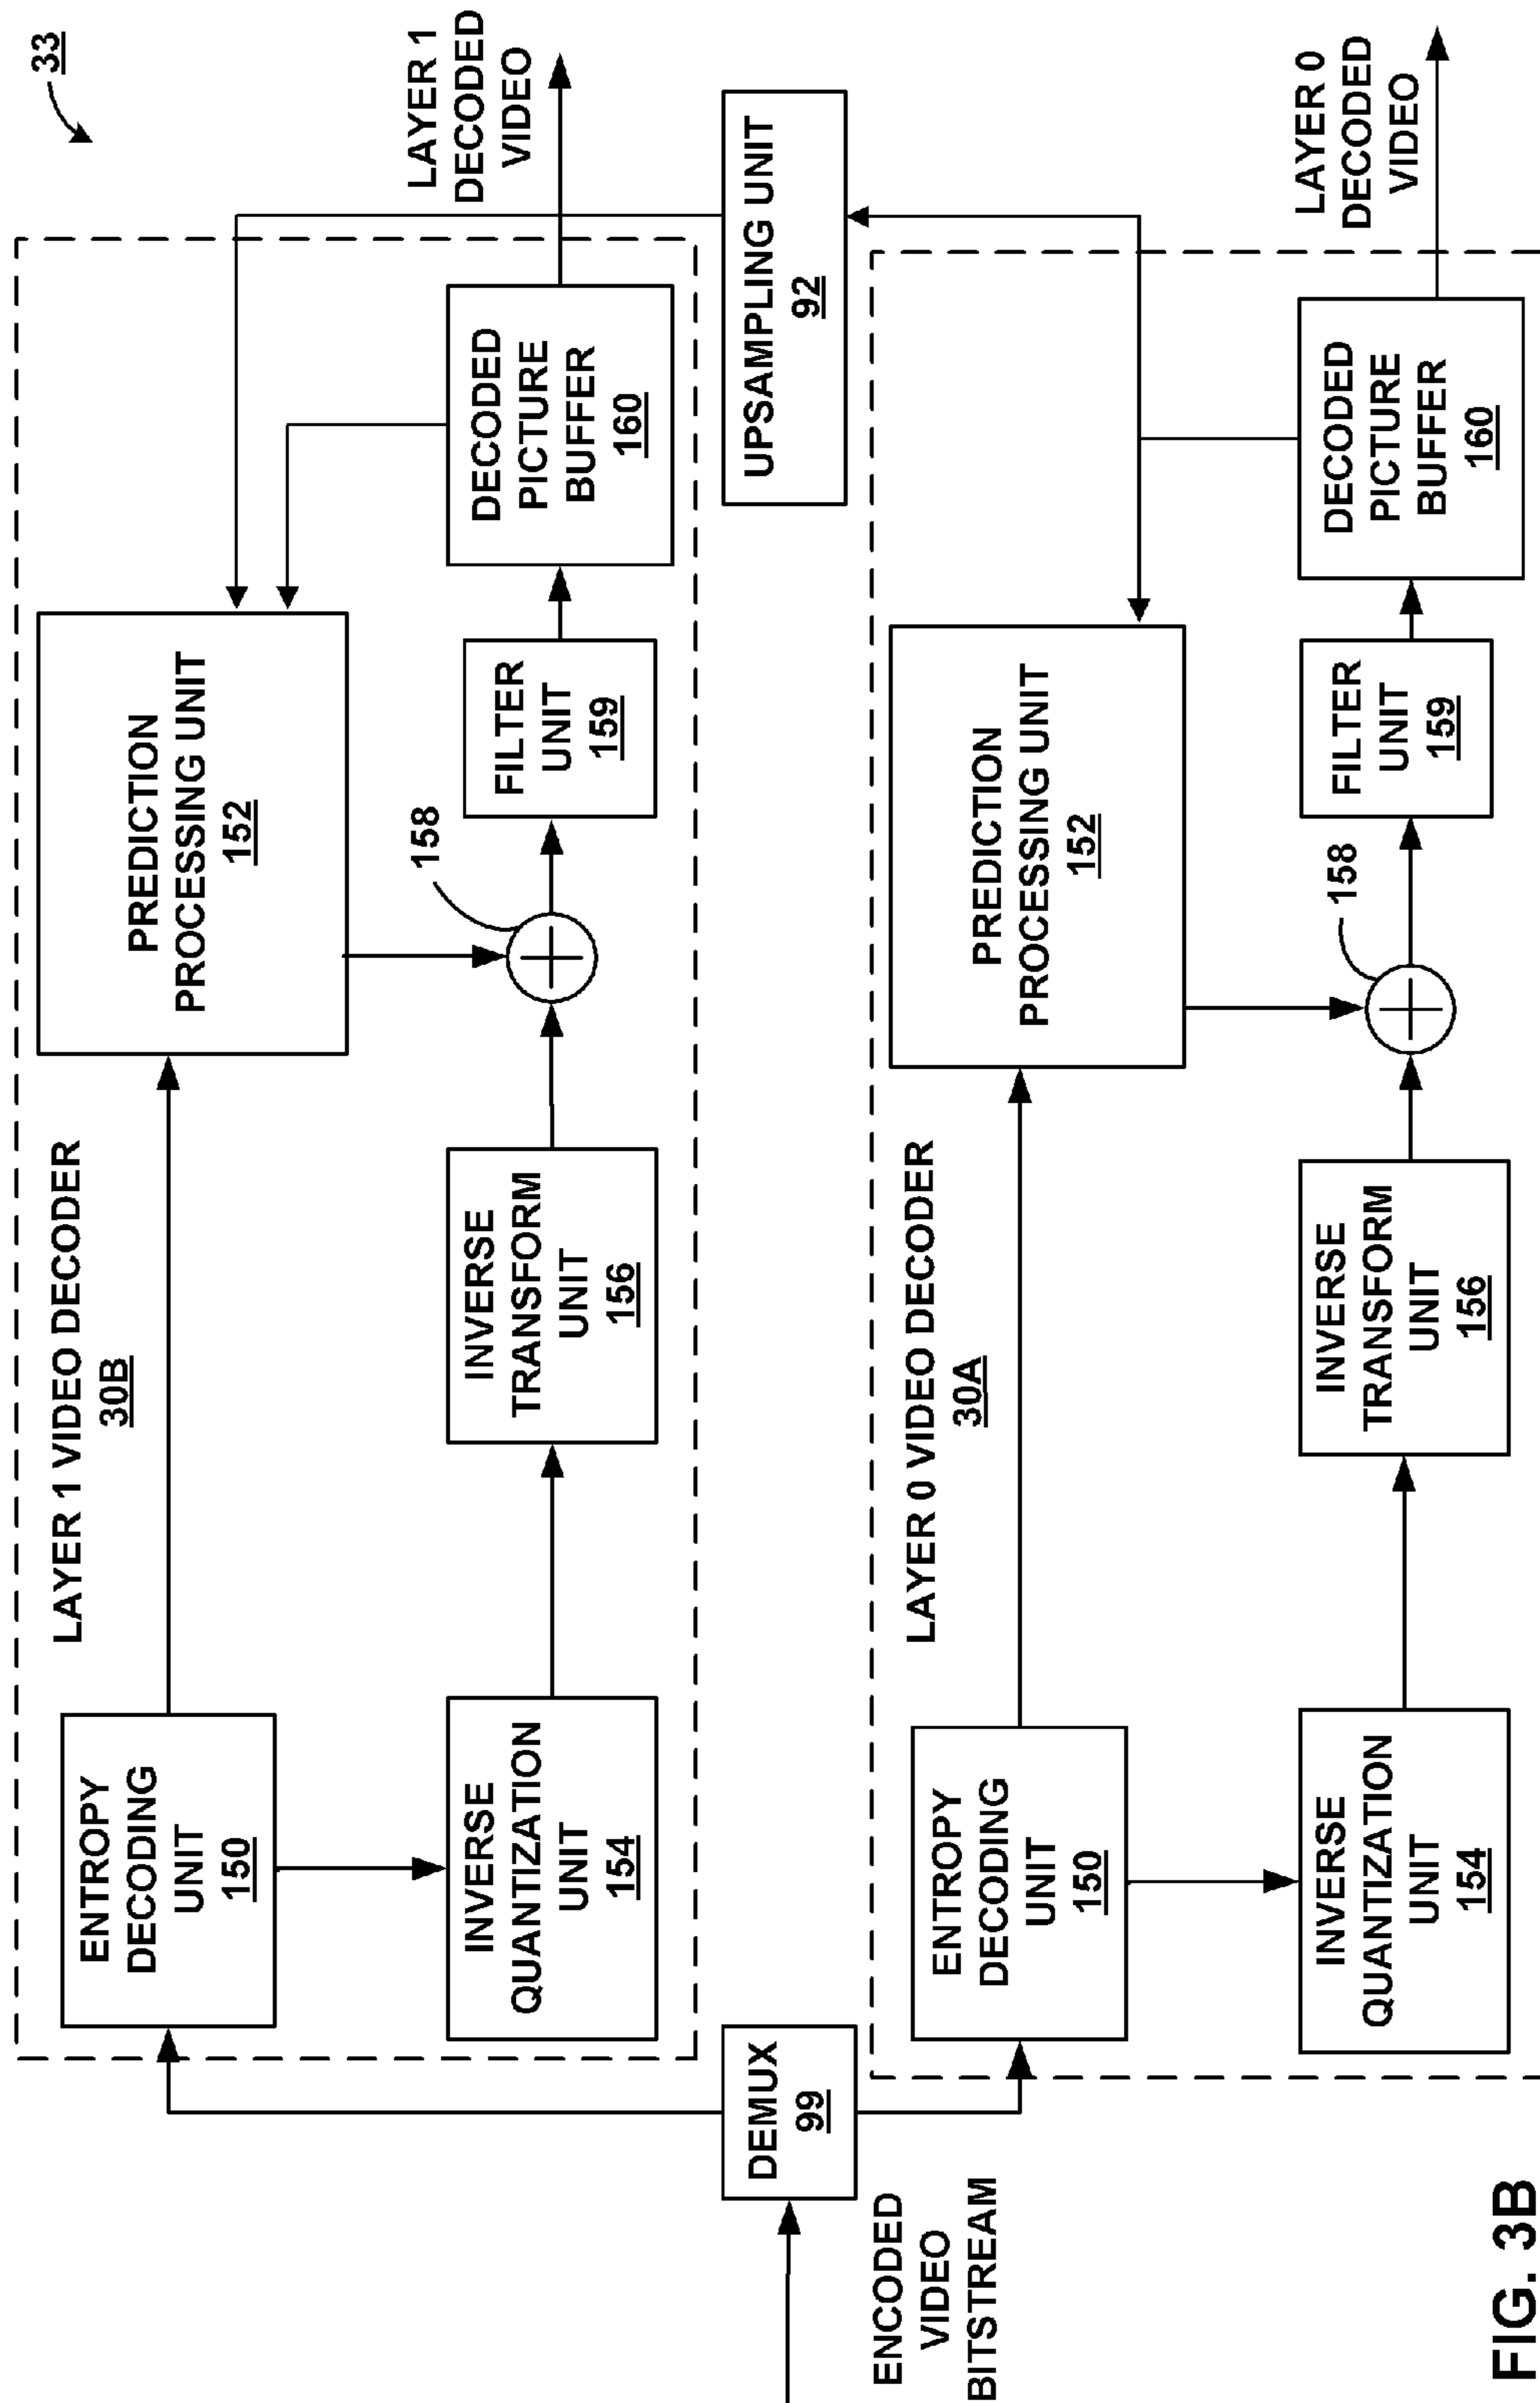 33
LAYER 1 VIDEO DECODER
30B
ENTROPY
DECODING
UNIT
150
PREDICTION
PROCESSING UNIT
152
LAYER 1
DECODED
VIDEO
INVERSE
QUANTIZATION
UNIT
154
INVERSE
TRANSFORM
UNIT
156
158
FILTER
UNIT
159
DECODED
PICTURE
BUFFER
160
ENCODED
VIDEO
BITSTREAM
DEMUX
99
UPSAMPLING UNIT
92
LAYER 0 VIDEO DECODER
30A
ENTROPY
DECODING
UNIT
150
PREDICTION
PROCESSING UNIT
152
LAYER 0
DECODED
VIDEO
INVERSE
QUANTIZATION
UNIT
154
INVERSE
TRANSFORM
UNIT
156
158
FILTER
UNIT
159
DECODED
PICTURE
BUFFER
160
FIG. 3B